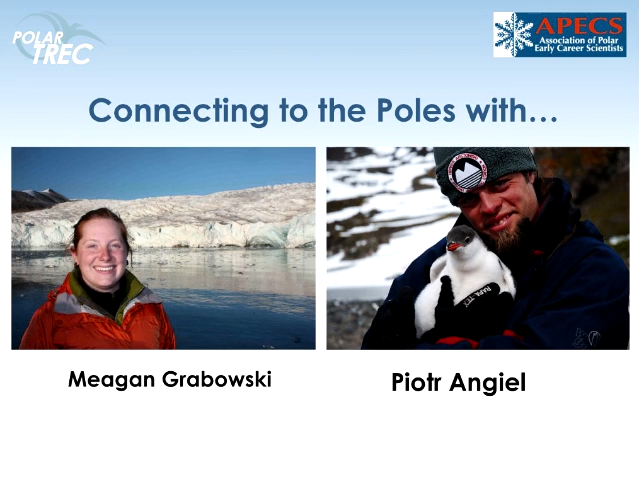 POLAR
TREC
APECS
Association of Polar
Early Career Scientists
Connecting to the Poles with…
Meagan Grabowski
Piotr Angiel